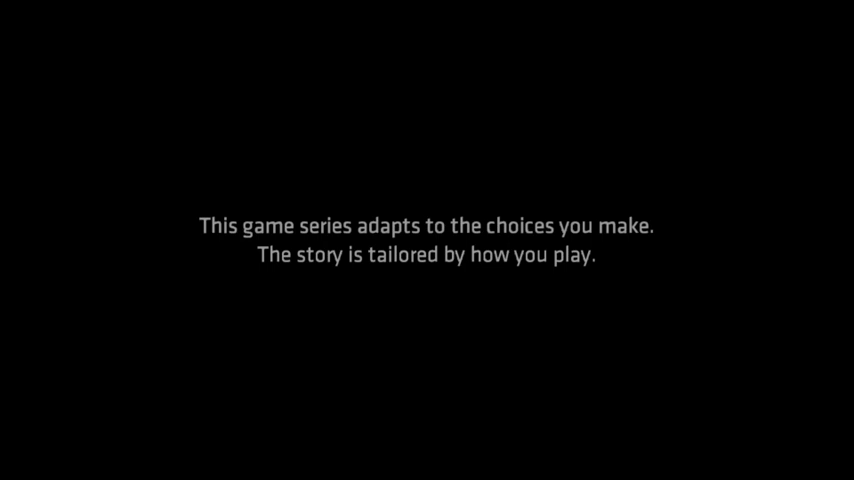 This game series adapts to the choices you make.
The story is tailored by how you play.